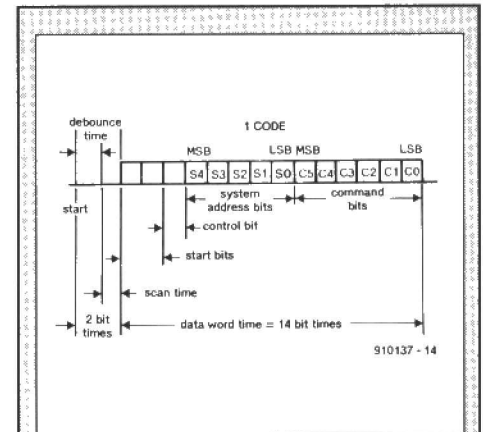 debounce
time
1 CODE
MSB
LSB MSB
LSB
S4 S3 S2 S1 S0 C5 C4 C3 C2 C1 C0
start
system
address bits
command
bits
control bit
start bits
scan time
2 bit
times
data word time = 14 bit times
910137 - 14